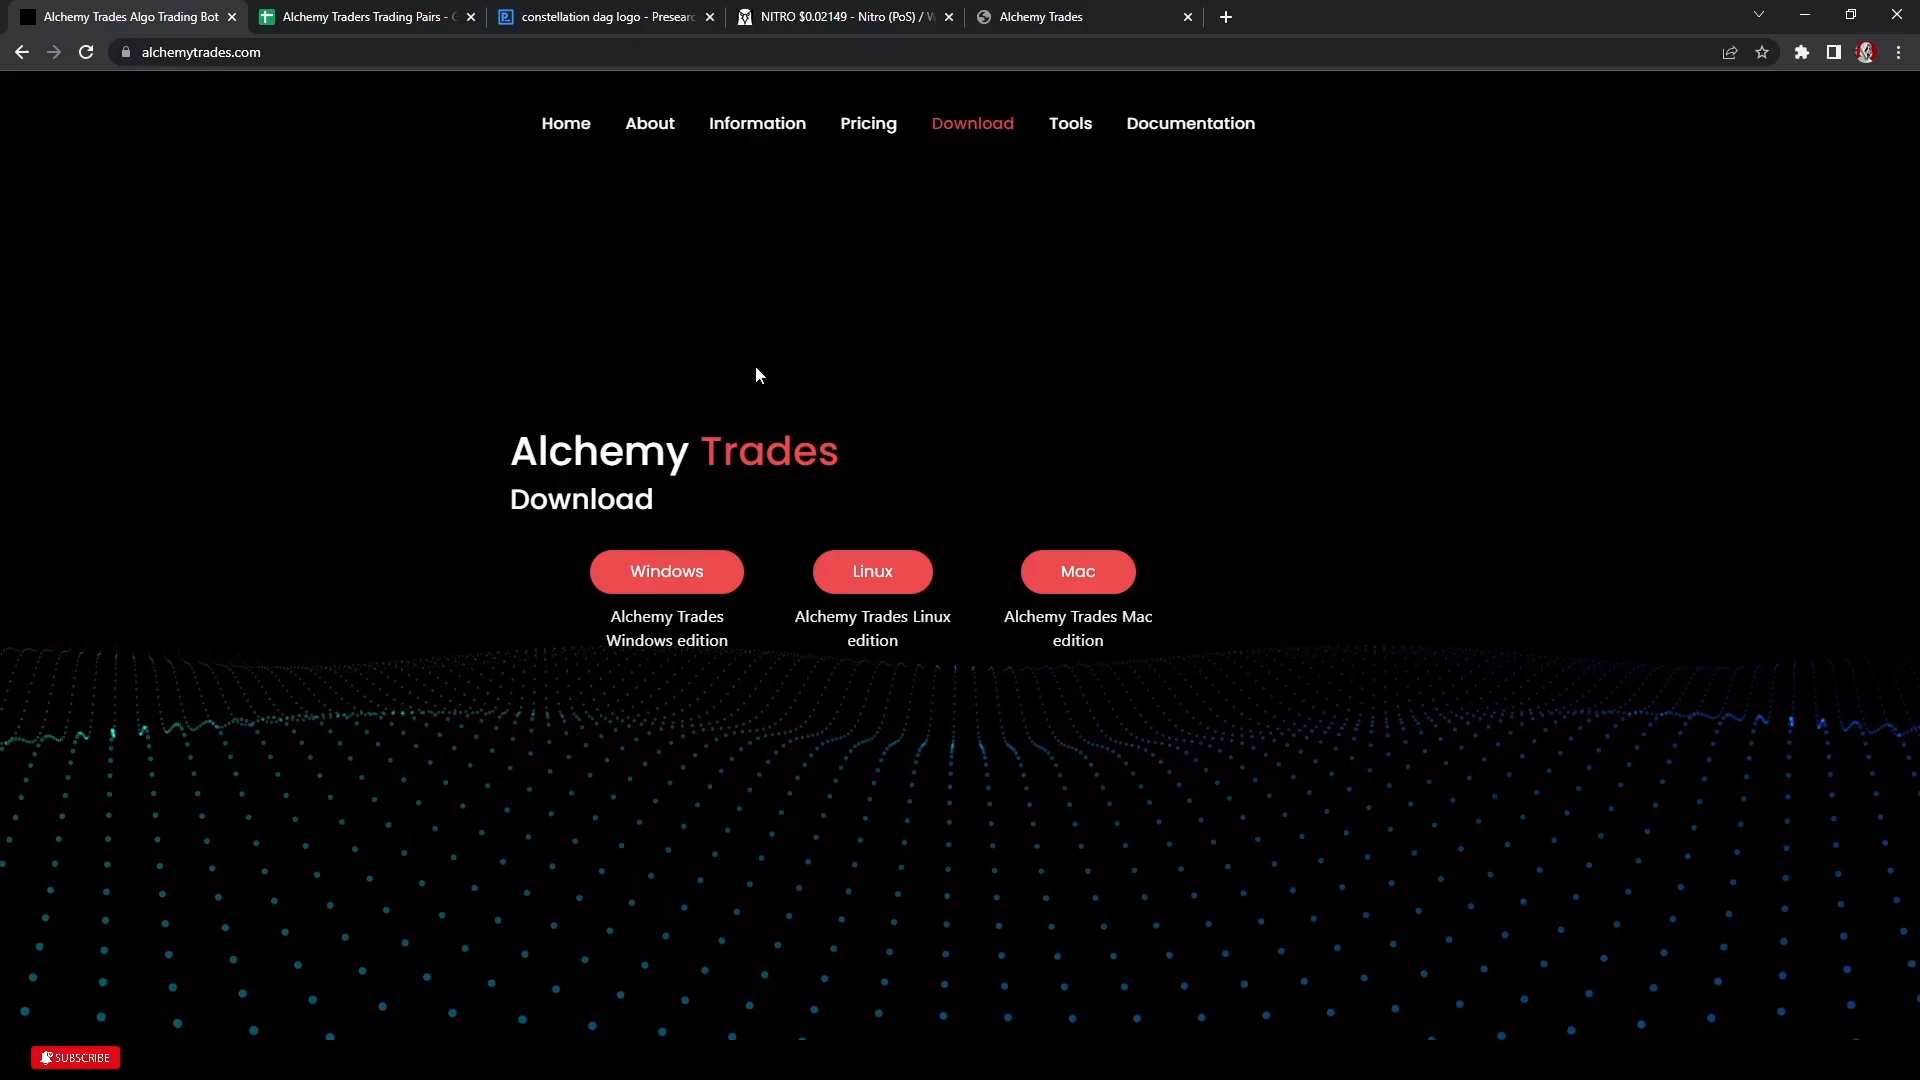 Alchemy Trades Algo Trading Bot
Alchemy Traders Trading Pairs - G
constellation dag logo - Presearc
NITRO $0.02149 - Nitro (PoS) / W
Alchemy Trades
alchemytrades.com
Home About Information Pricing Download Tools Documentation
Alchemy Trades
Download
Windows Linux Mac
Alchemy Trades Alchemy Trades Linux Alchemy Trades Mac
Windows edition edition edition
SUBSCRIBE